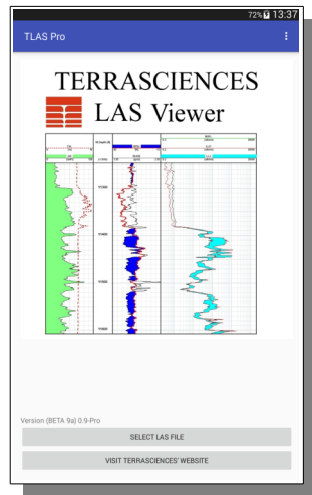 72% 13:37
TLAS Pro
TERRASCIENCES
LAS Viewer
Version (BETA 9a) 0.9-Pro
SELECT LAS FILE
VISIT TERRASCIENCES' WEBSITE